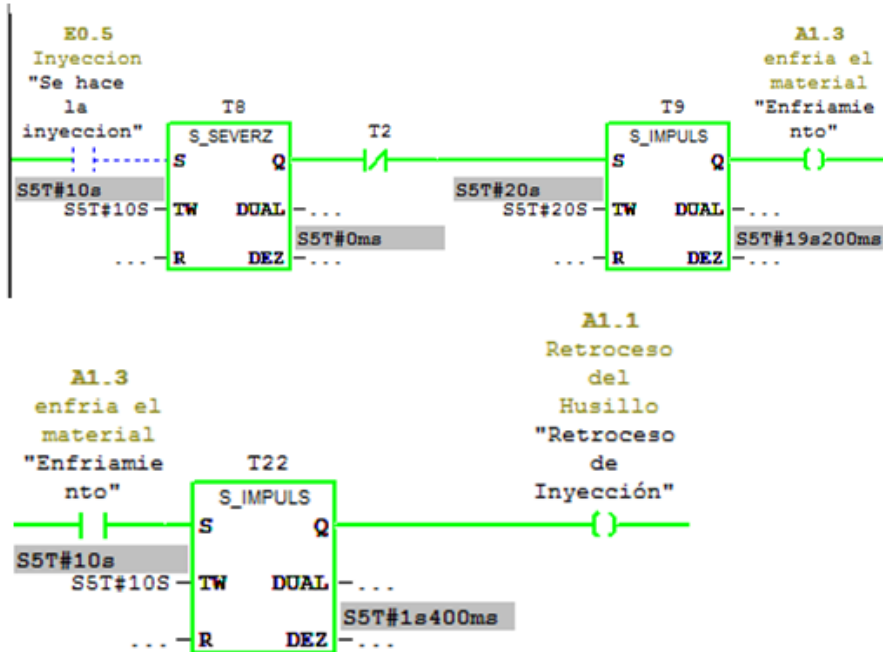 E0.5
Inyeccion
"Se hace
la
inyeccion"
T8
S_SEVERZ
S
Q
S5T#10s
S5T#10S
TW
DUAL
...
S5T#0ms
...
R
DEZ
...
T2
T9
S_IMPULS
S
Q
S5T#20s
S5T#20S
TW
DUAL
...
S5T#19s200ms
...
R
DEZ
...
A1.3
enfria el
material
"Enfriamie
nto"
A1.3
enfria el
material
"Enfriamie
nto"
T22
S_IMPULS
S
Q
S5T#10s
S5T#10S
TW
DUAL
...
S5T#1s400ms
...
R
DEZ
...
A1.1
Retroceso
del
Husillo
"Retroceso
de
Inyección"